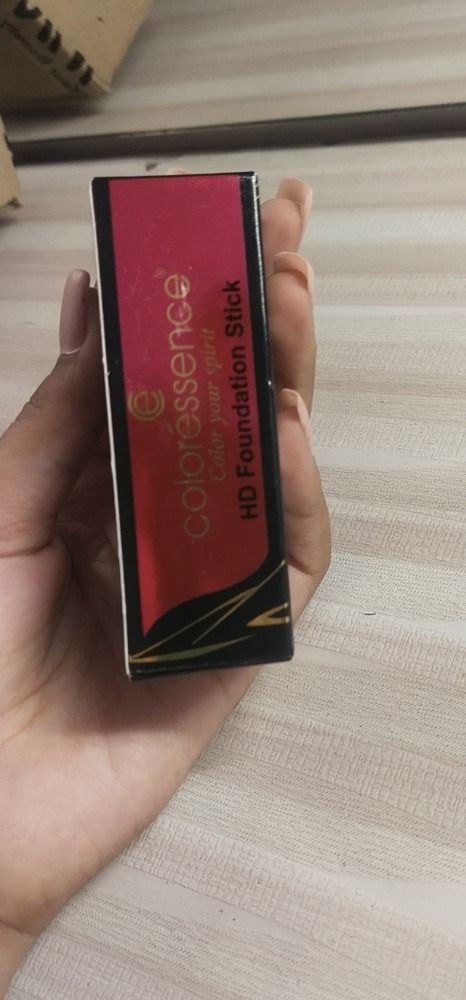 coloressence®
Color your spirit
HD Foundation Stick